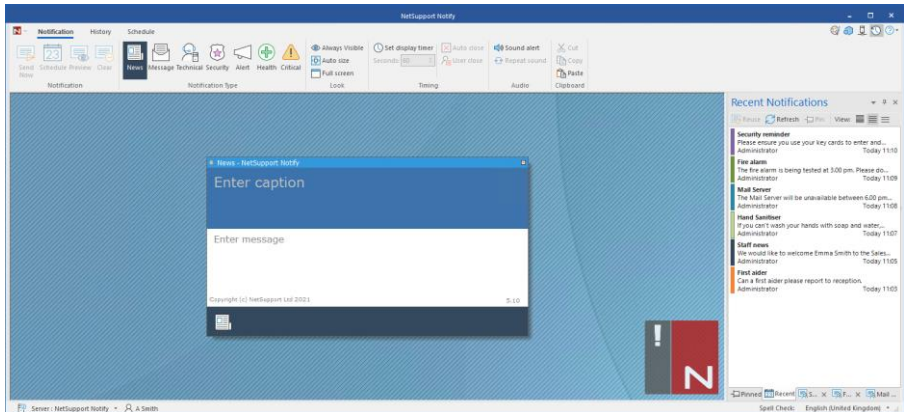 NetSupport Notify
Notification History Schedule
Send Now Schedule Preview Clear
News Message Technical Security Alert Health Critical
Always Visible
Auto size
Full screen
Set display timer
Seconds 60
Auto close
User close
Sound alert
Repeat sound
Cut
Copy
Paste
Notification Notification Type Look Timing Audio Clipboard
News - NetSupport Notify
Enter caption
Enter message
Copyright (c) NetSupport Ltd 2021 5.10
N
Recent Notifications
Reuse Refresh Pin View:
Security reminder
Please ensure you use your key cards to enter and...
Administrator Today 11:10
Fire alarm
The fire alarm is being tested at 3.00 pm. Please do...
Administrator Today 11:09
Mail Server
The Mail Server will be unavailable between 6.00 pm...
Administrator Today 11:08
Hand Sanitiser
If you can't wash your hands with soap and water,...
Administrator Today 11:07
Staff news
We would like to welcome Emma Smith to the Sales...
Administrator Today 11:05
First aider
Can a first aider please report to reception.
Administrator Today 11:03
Pinned Recent S... F... Mail ...
Server : NetSupport Notify A Smith
Spell Check: English (United Kingdom)